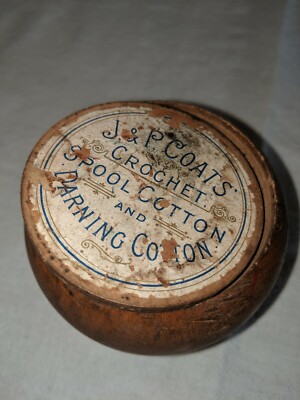 J & P. COATS
CROCHET.
SPOOL COTTON
AND
DARNING COTTON.